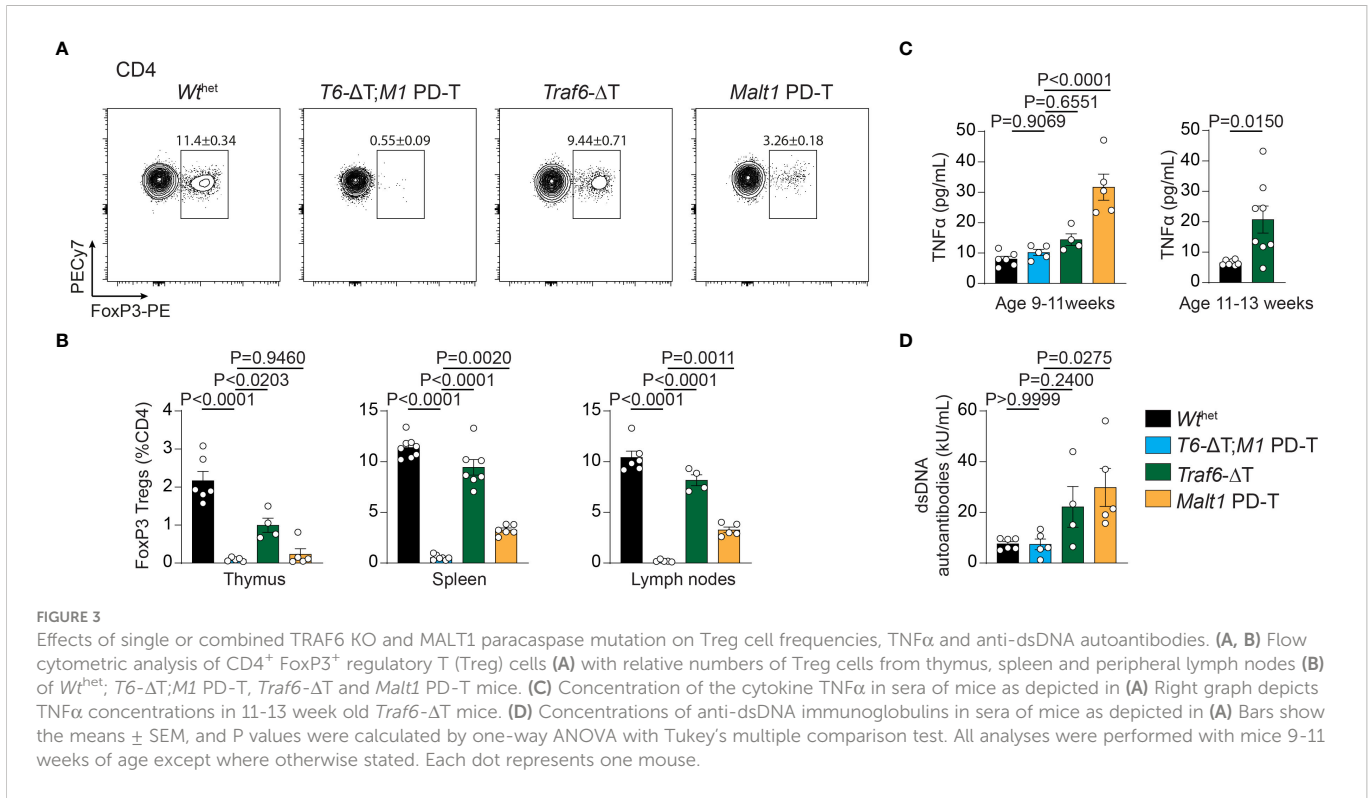 A
CD4
Wthet
T6-ΔT;M1 PD-T
Traf6-ΔT
Malt1 PD-T
11.4±0.34
0.55±0.09
9.44±0.71
3.26±0.18
PECy7
FoxP3-PE
B
P=0.9460
P<0.0203
P<0.0001
FoxP3 Tregs (%CD4)
4
3
2
1
0
Thymus
P=0.0020
P<0.0001
P<0.0001
15
10
5
0
Spleen
P=0.0011
P<0.0001
P<0.0001
15
10
5
0
Lymph nodes
C
P<0.0001
P=0.6551
P=0.9069
TNFα (pg/mL)
50
40
30
20
10
0
Age 9-11weeks
P=0.0150
TNFα (pg/mL)
50
40
30
20
10
0
Age 11-13 weeks
D
P=0.0275
P=0.2400
P>0.9999
dsDNA
autoantibodies (kU/mL)
60
40
20
0
Wthet
T6-ΔT;M1 PD-T
Traf6-ΔT
Malt1 PD-T
FIGURE 3
Effects of single or combined TRAF6 KO and MALT1 paracaspase mutation on Treg cell frequencies, TNFα and anti-dsDNA autoantibodies. (A, B) Flow
cytometric analysis of CD4+ FoxP3+ regulatory T (Treg) cells (A) with relative numbers of Treg cells from thymus, spleen and peripheral lymph nodes (B)
of Wthet; T6-ΔT;M1 PD-T, Traf6-ΔT and Malt1 PD-T mice. (C) Concentration of the cytokine TNFα in sera of mice as depicted in (A) Right graph depicts
TNFα concentrations in 11-13 week old Traf6-ΔT mice. (D) Concentrations of anti-dsDNA immunoglobulins in sera of mice as depicted in (A) Bars show
the means ± SEM, and P values were calculated by one-way ANOVA with Tukey's multiple comparison test. All analyses were performed with mice 9-11
weeks of age except where otherwise stated. Each dot represents one mouse.